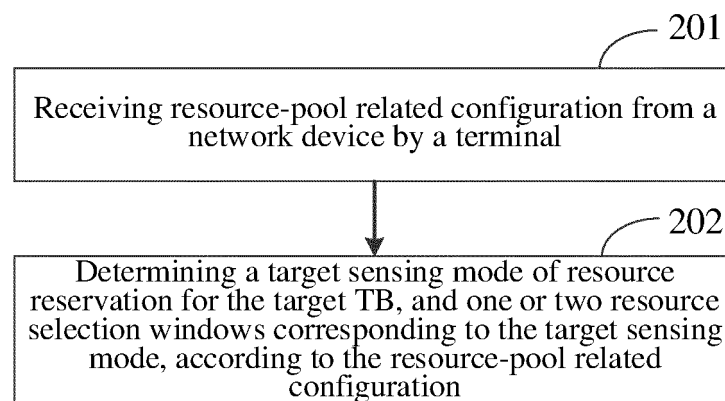 201
Receiving resource-pool related configuration from a
network device by a terminal
202
Determining a target sensing mode of resource
reservation for the target TB, and one or two resource
selection windows corresponding to the target sensing
mode, according to the resource-pool related
configuration